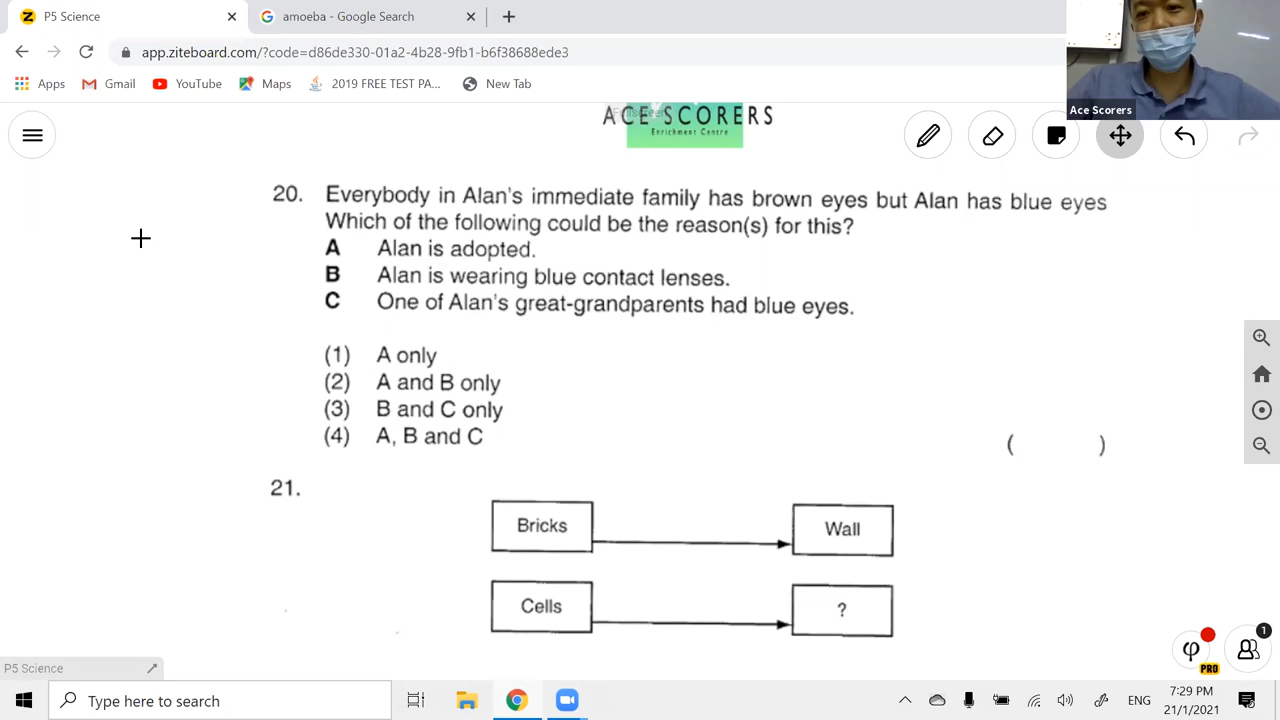 P5 Science
amoeba - Google Search
app.ziteboard.com/?code=d86de330-01a2-4b28-9fb1-b6f38688ede3
Apps Gmail YouTube Maps 2019 FREE TEST PA... New Tab
Ace Scorers
ACE SCORERS
Enrichment Centre
20. Everybody in Alan's immediate family has brown eyes but Alan has blue eyes
Which of the following could be the reason(s) for this?
A Alan is adopted.
B Alan is wearing blue contact lenses.
C One of Alan's great-grandparents had blue eyes.
(1) A only
(2) A and B only
(3) B and C only
(4) A, B and C
( )
21.
Bricks Wall
Cells ?
1
PRO
P5 Science
Type here to search
ENG
7:29 PM
21/1/2021